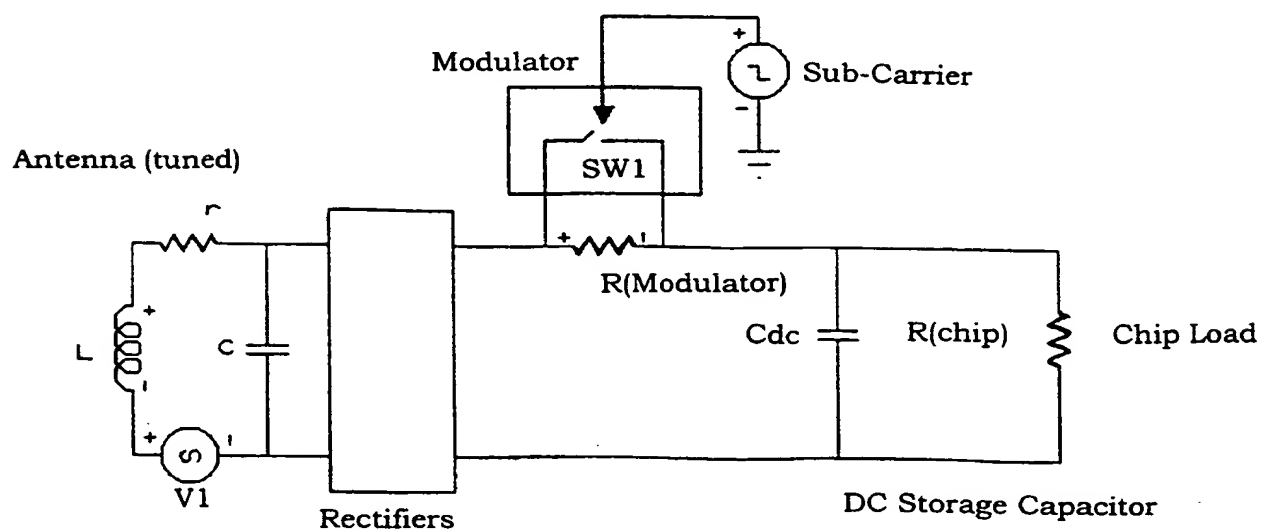 +
Modulator
Sub-Carrier
-
SW1
Antenna (tuned)
r
+ -
R(Modulator)
+
L
-
C
Cdc
R(chip)
Chip Load
+ -
S
V1
Rectifiers
DC Storage Capacitor